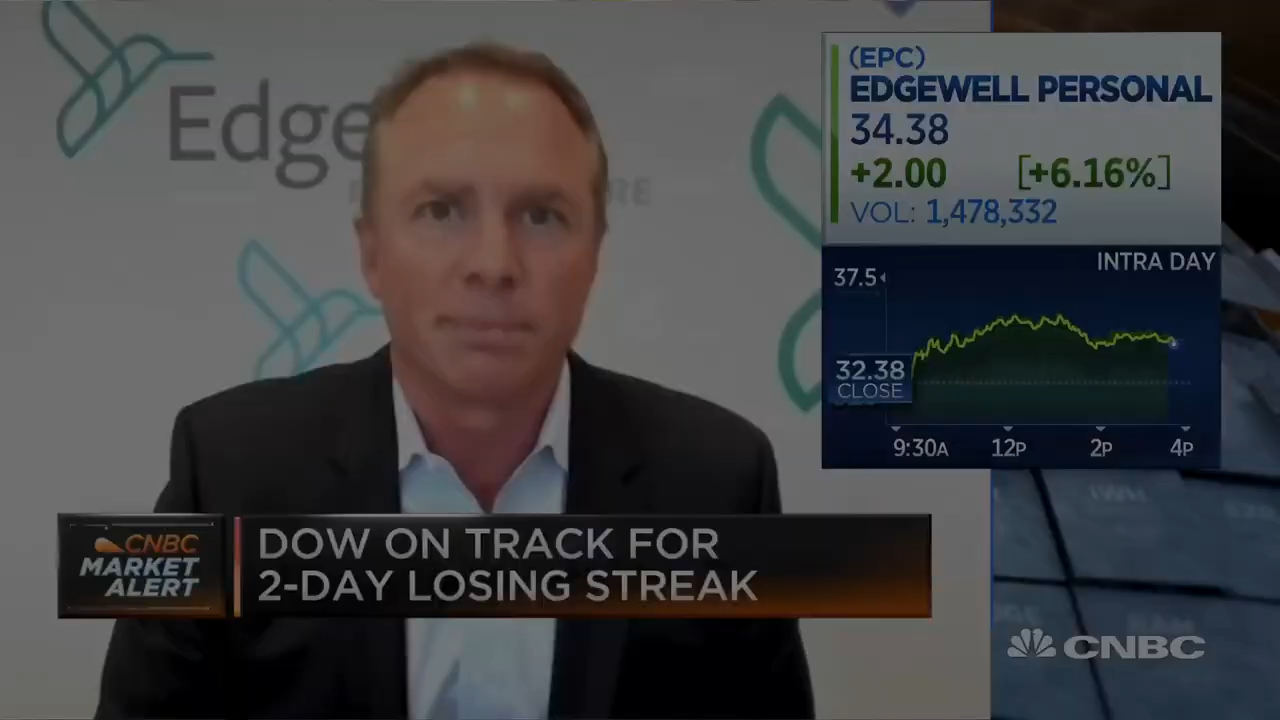 Edge
RE
(EPC)
EDGEWELL PERSONAL
34.38
+2.00 [+6.16%]
VOL: 1,478,332
INTRA DAY
37.5
32.38
CLOSE
9:30A 12P 2P 4P
CNBC
MARKET
ALERT
DOW ON TRACK FOR
2-DAY LOSING STREAK
CNBC